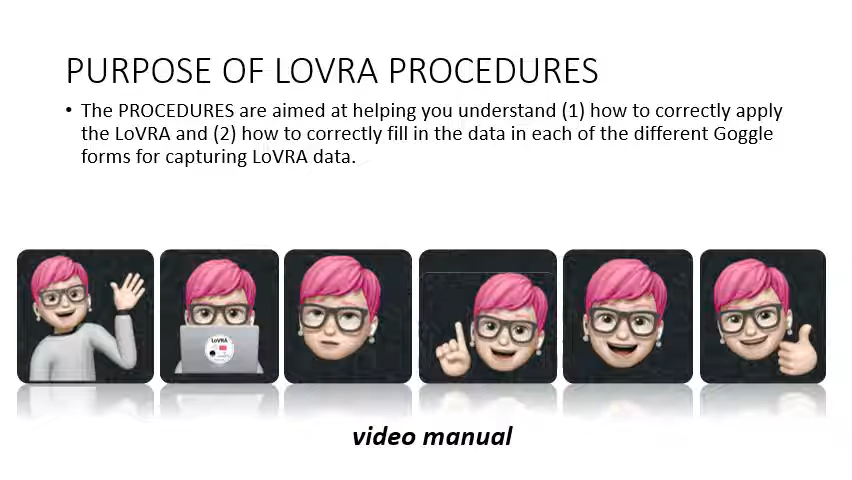 PURPOSE OF LOVRA PROCEDURES
• The PROCEDURES are aimed at helping you understand (1) how to correctly apply
the LoVRA and (2) how to correctly fill in the data in each of the different Goggle
forms for capturing LoVRA data.
LoVRA
video manual